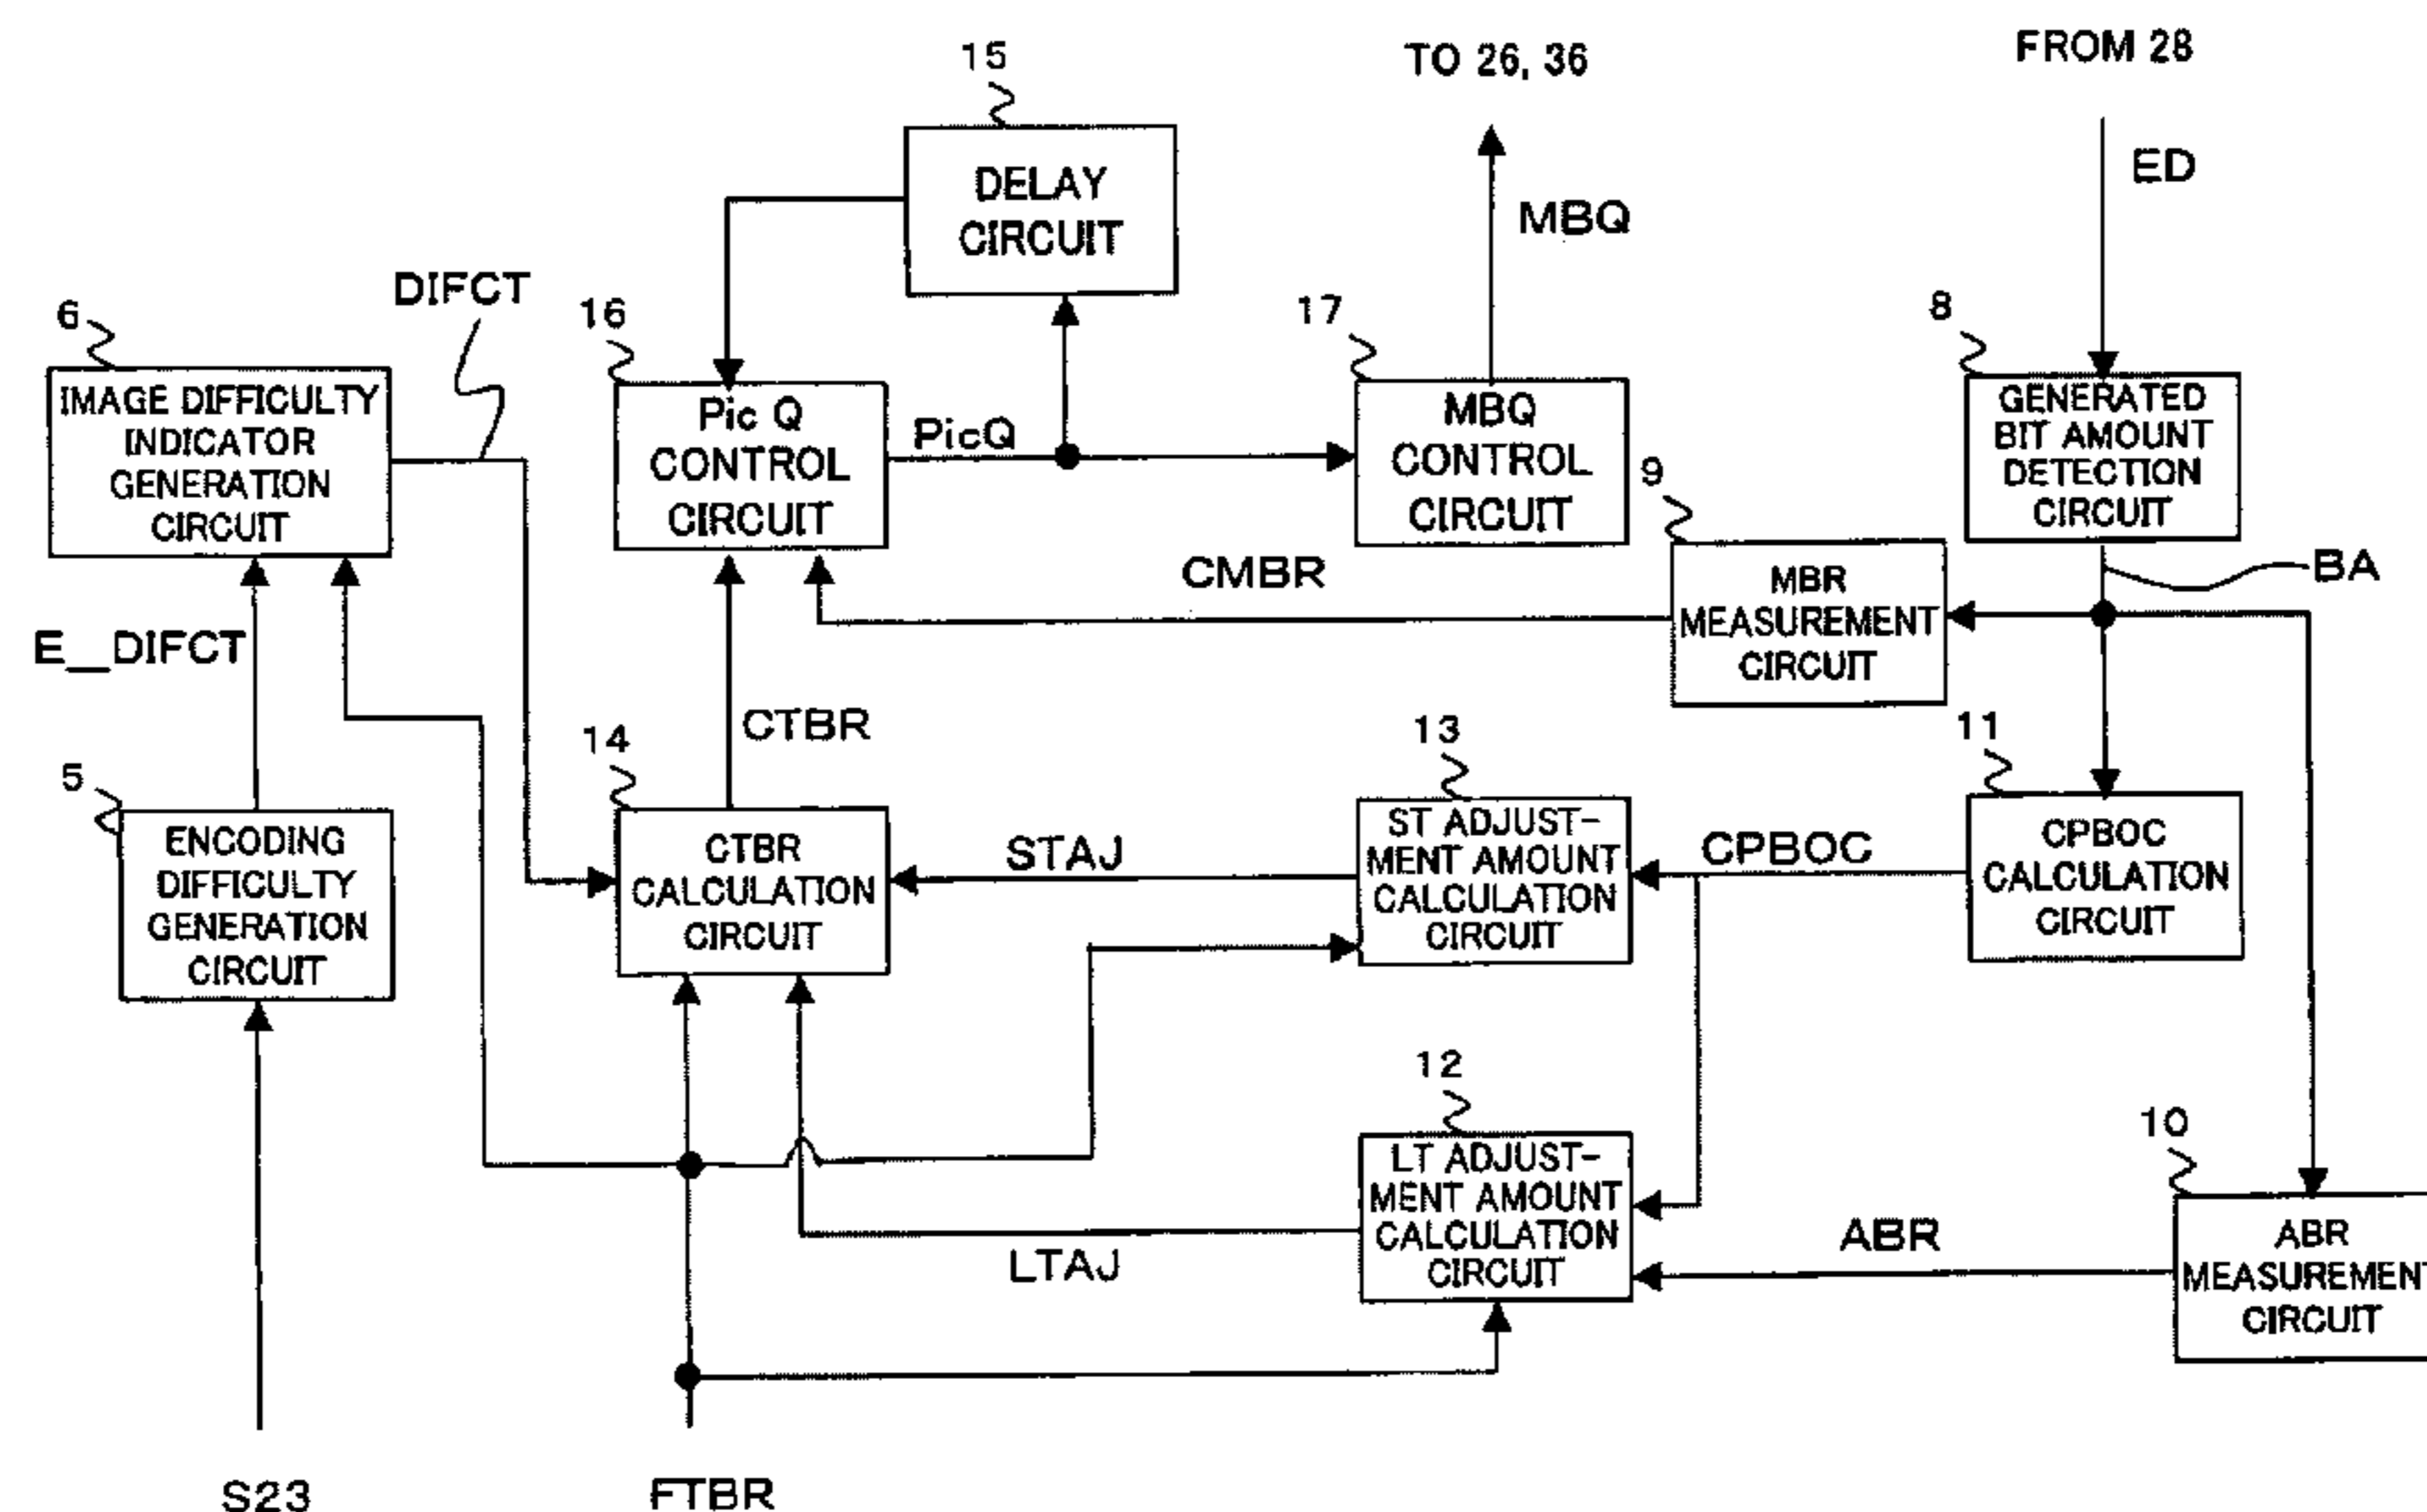 15
TO 26, 36
FROM 28
DELAY
CIRCUIT
MBQ
ED
DIFCT
6
16
17
8
IMAGE DIFFICULTY
INDICATOR
GENERATION
CIRCUIT
Pic Q
CONTROL
CIRCUIT
PicQ
MBQ
CONTROL
CIRCUIT
GENERATED
BIT AMOUNT
DETECTION
CIRCUIT
9
CMBR
MBR
MEASUREMENT
CIRCUIT
BA
E_DIFCT
CTBR
5
14
13
11
ENCODING
DIFFICULTY
GENERATION
CIRCUIT
CTBR
CALCULATION
CIRCUIT
STAJ
ST ADJUST-
MENT AMOUNT
CALCULATION
CIRCUIT
CPBOC
CPBOC
CALCULATION
CIRCUIT
12
10
LT ADJUST-
MENT AMOUNT
CALCULATION
CIRCUIT
LTAJ
ABR
ABR
MEASUREMENT
CIRCUIT
S23
FTBR